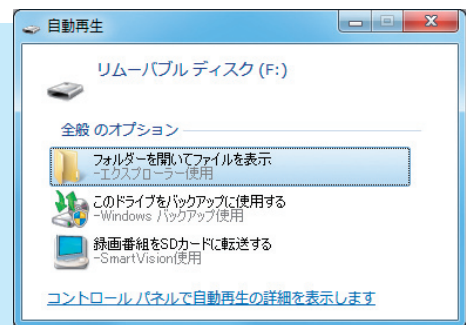 自動再生
リムーバブル ディスク (F:)
全般 のオプション
フォルダーを開いてファイルを表示
-エクスプローラー使用
このドライブをバックアップに使用する
-Windows バックアップ使用
録画番組をSDカードに転送する
-SmartVision使用
コントロール パネルで自動再生の詳細を表示します